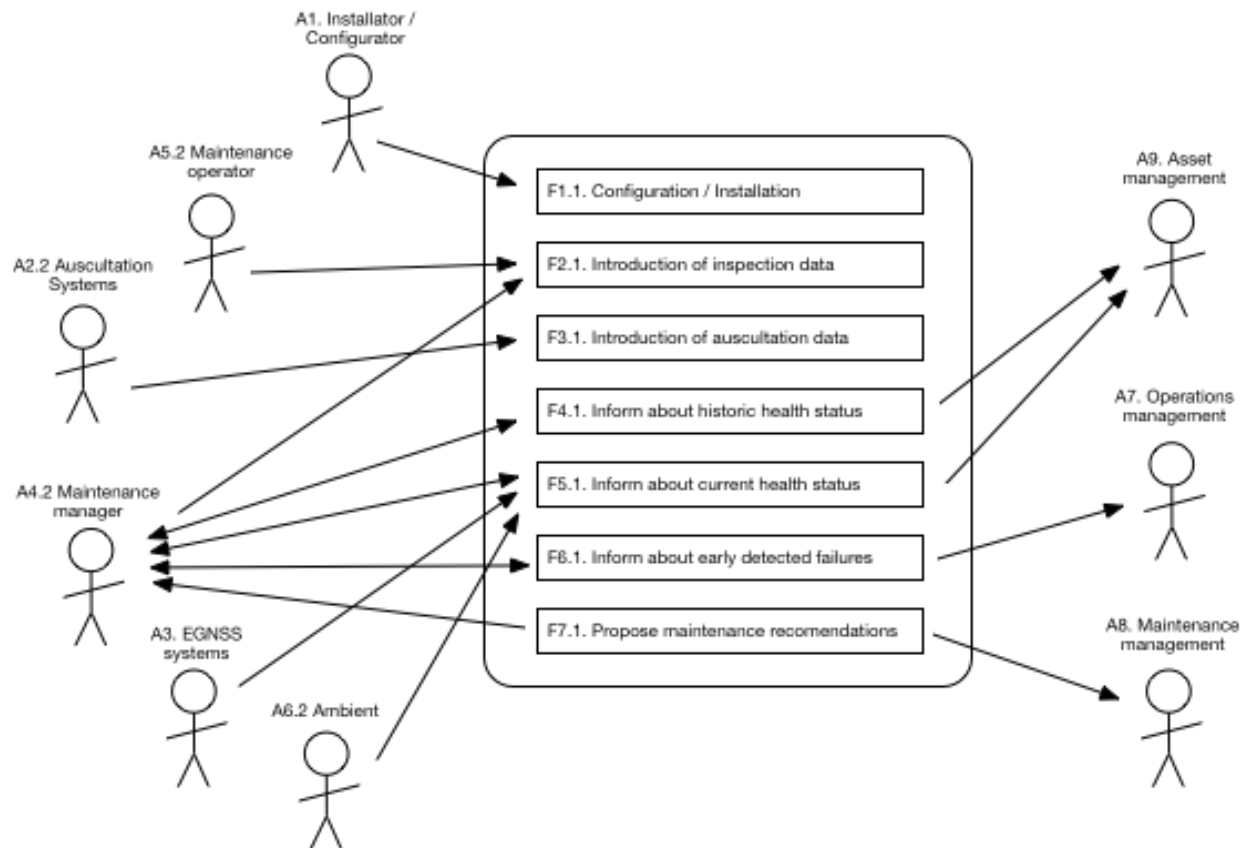 A1. Installator /
Configurator
A5.2 Maintenance
operator
A2.2 Auscultation
Systems
A4.2 Maintenance
manager
A3. EGNSS
systems
A6.2 Ambient
F1.1. Configuration / Installation
F2.1. Introduction of inspection data
F3.1. Introduction of auscultation data
F4.1. Inform about historic health status
F5.1. Inform about current health status
F6.1. Inform about early detected failures
F7.1. Propose maintenance recomendations
A9. Asset
management
A7. Operations
management
A8. Maintenance
management